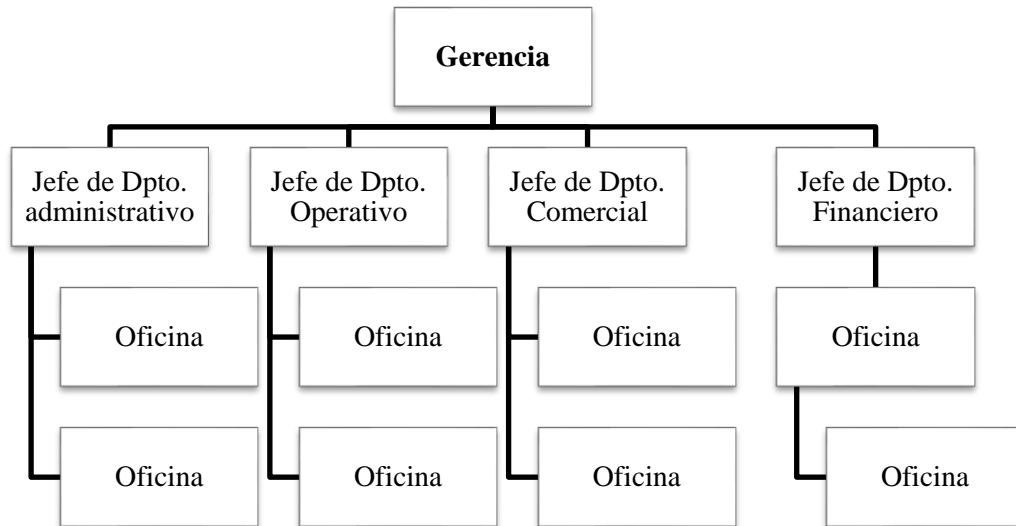 Gerencia
Jefe de Dpto.
administrativo
Jefe de Dpto.
Operativo
Jefe de Dpto.
Comercial
Jefe de Dpto.
Financiero
Oficina
Oficina
Oficina
Oficina
Oficina
Oficina
Oficina
Oficina